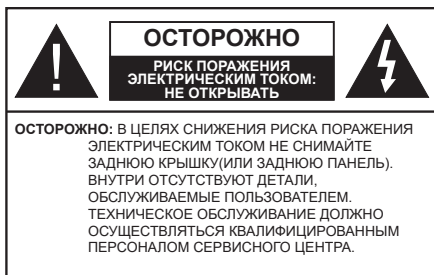 ОСТОРОЖНО
РИСК ПОРАЖЕНИЯ
ЭЛЕКТРИЧЕСКИМ ТОКОМ:
НЕ ОТКРЫВАТЬ
ОСТОРОЖНО: В ЦЕЛЯХ СНИЖЕНИЯ РИСКА ПОРАЖЕНИЯ
ЭЛЕКТРИЧЕСКИМ ТОКОМ НЕ СНИМАЙТЕ
ЗАДНЮЮ КРЫШКУ(ИЛИ ЗАДНЮЮ ПАНЕЛЬ).
ВНУТРИ ОТСУТСТВУЮТ ДЕТАЛИ,
ОБСЛУЖИВАЕМЫЕ ПОЛЬЗОВАТЕЛЕМ.
ТЕХНИЧЕСКОЕ ОБСЛУЖИВАНИЕ ДОЛЖНО
ОСУЩЕСТВЛЯТЬСЯ КВАЛИФИЦИРОВАННЫМ
ПЕРСОНАЛОМ СЕРВИСНОГО ЦЕНТРА.